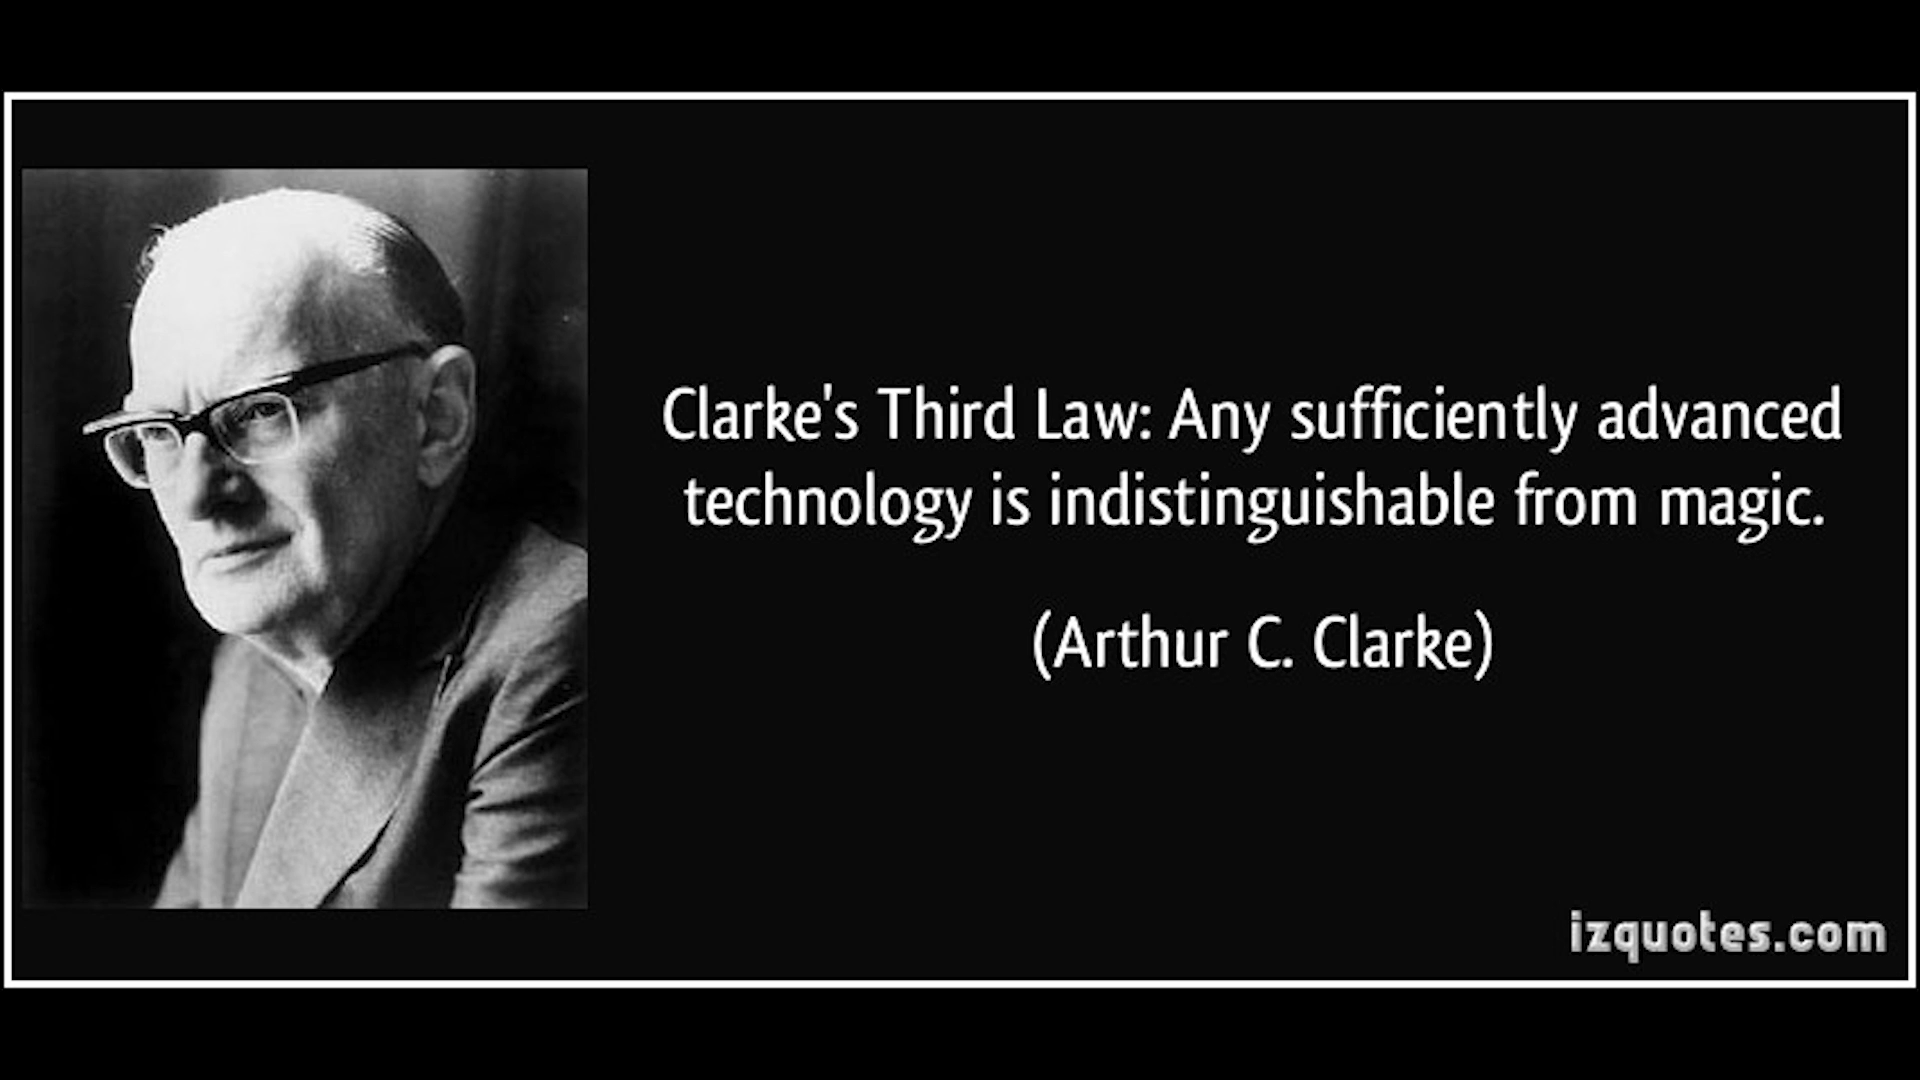 Clarke's Third Law: Any sufficiently advanced
technology is indistinguishable from magic.
(Arthur C. Clarke)
izquotes.com